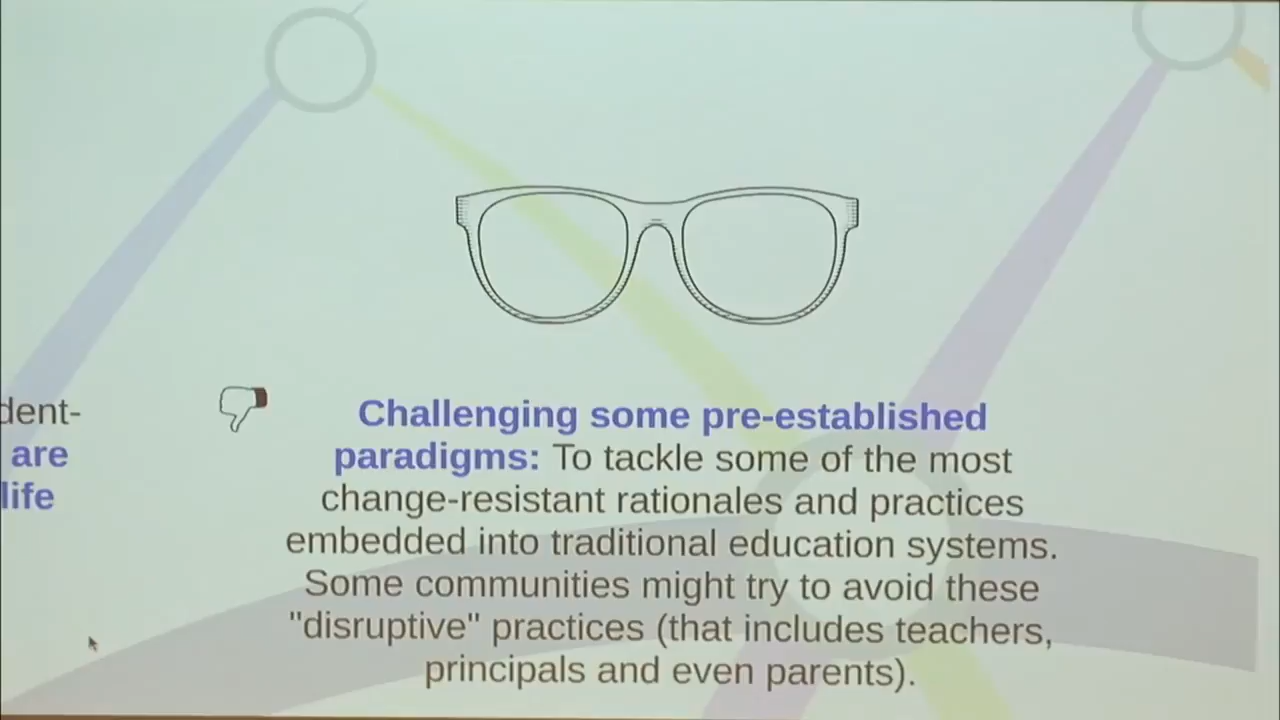 dent-
are
life
Challenging some pre-established
paradigms: To tackle some of the most
change-resistant rationales and practices
embedded into traditional education systems.
Some communities might try to avoid these
"disruptive" practices (that includes teachers,
principals and even parents).